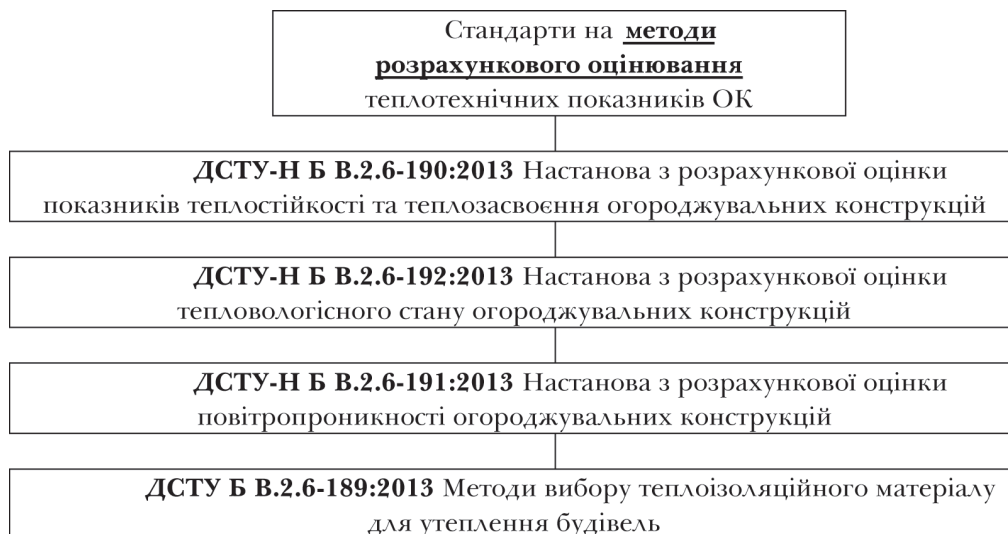 Стандарти на методи
розрахункового оцінювання
теплотехнічних показників ОК
ДСТУ-Н Б В.2.6-190:2013 Настанова з розрахункової оцінки
показників теплостійкості та теплозасвоєння огороджувальних конструкцій
ДСТУ-Н Б В.2.6-192:2013 Настанова з розрахункової оцінки
тепловологісного стану огороджувальних конструкцій
ДСТУ-Н Б В.2.6-191:2013 Настанова з розрахункової оцінки
повітропроникності огороджувальних конструкцій
ДСТУ Б В.2.6-189:2013 Методи вибору теплоізоляційного матеріалу
для утеплення будівель